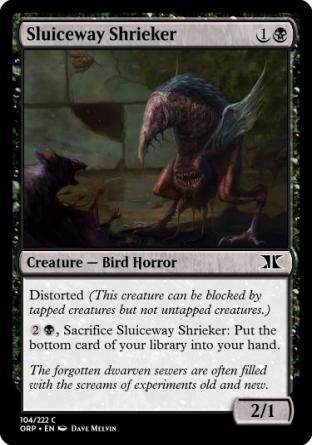 Sluiceway Shrieker 1
Creature — Bird Horror
Distorted (This creature can be blocked by
tapped creatures but not untapped creatures.)
2, Sacrifice Sluiceway Shrieker: Put the
bottom card of your library into your hand.
The forgotten dwarven sewers are often filled
with the screams of experiments old and new.
2/1
104/222 C
ORP • EN Dave Melvin